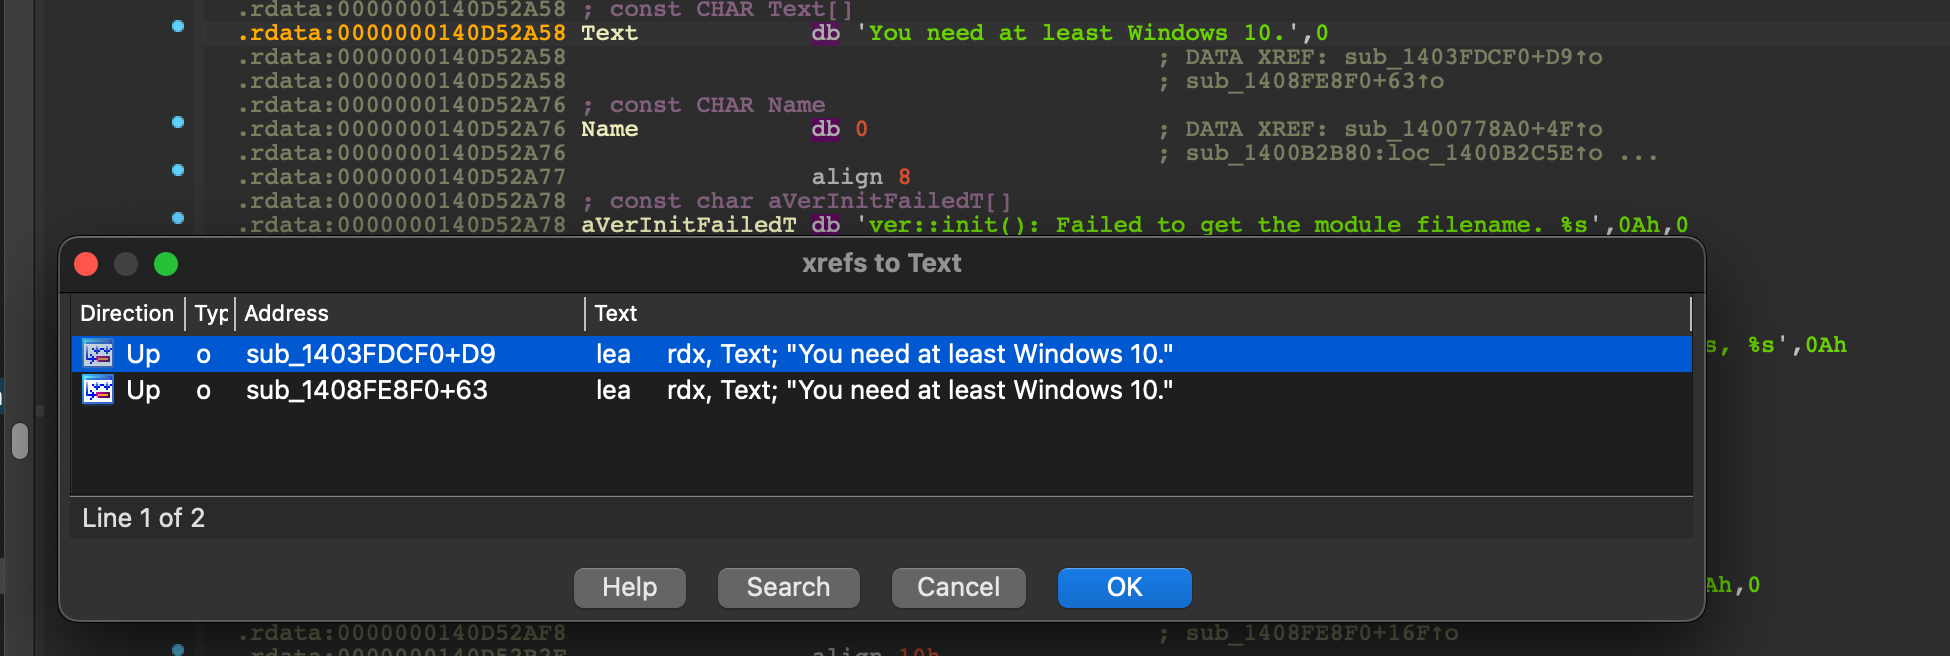 .rdata:0000000140D52A58 ; const CHAR Text[]
.rdata:0000000140D52A58 Text db 'You need at least Windows 10.',0
.rdata:0000000140D52A58 ; DATA XREF: sub_1403FDCF0+D9↑o
.rdata:0000000140D52A58 ; sub_1408FE8F0+63↑o
.rdata:0000000140D52A76 ; const CHAR Name
.rdata:0000000140D52A76 Name db 0 ; DATA XREF: sub_1400778A0+4F↑o
.rdata:0000000140D52A76 ; sub_1400B2B80:loc_1400B2C5E↑o ...
.rdata:0000000140D52A77 align 8
.rdata:0000000140D52A78 ; const char aVerInitFailedT[]
.rdata:0000000140D52A78 aVerInitFailedT db 'ver::init(): Failed to get the module filename. %s',0Ah,0
xrefs to Text
Direction Typ Address Text
Up o sub_1403FDCF0+D9 lea rdx, Text; "You need at least Windows 10."
s, %s',0Ah
Up o sub_1408FE8F0+63 lea rdx, Text; "You need at least Windows 10."
Line 1 of 2
Help Search Cancel OK
Ah,0
.rdata:0000000140D52AF8 ; sub_1408FE8F0+16F↑o